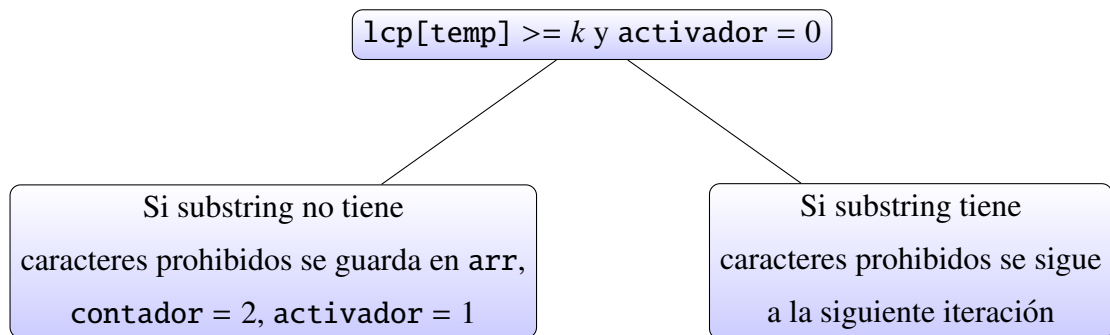 lcp[temp] >= k y activador = 0
Si substring no tiene
caracteres prohibidos se guarda en arr,
contador = 2, activador = 1
Si substring tiene
caracteres prohibidos se sigue
a la siguiente iteración